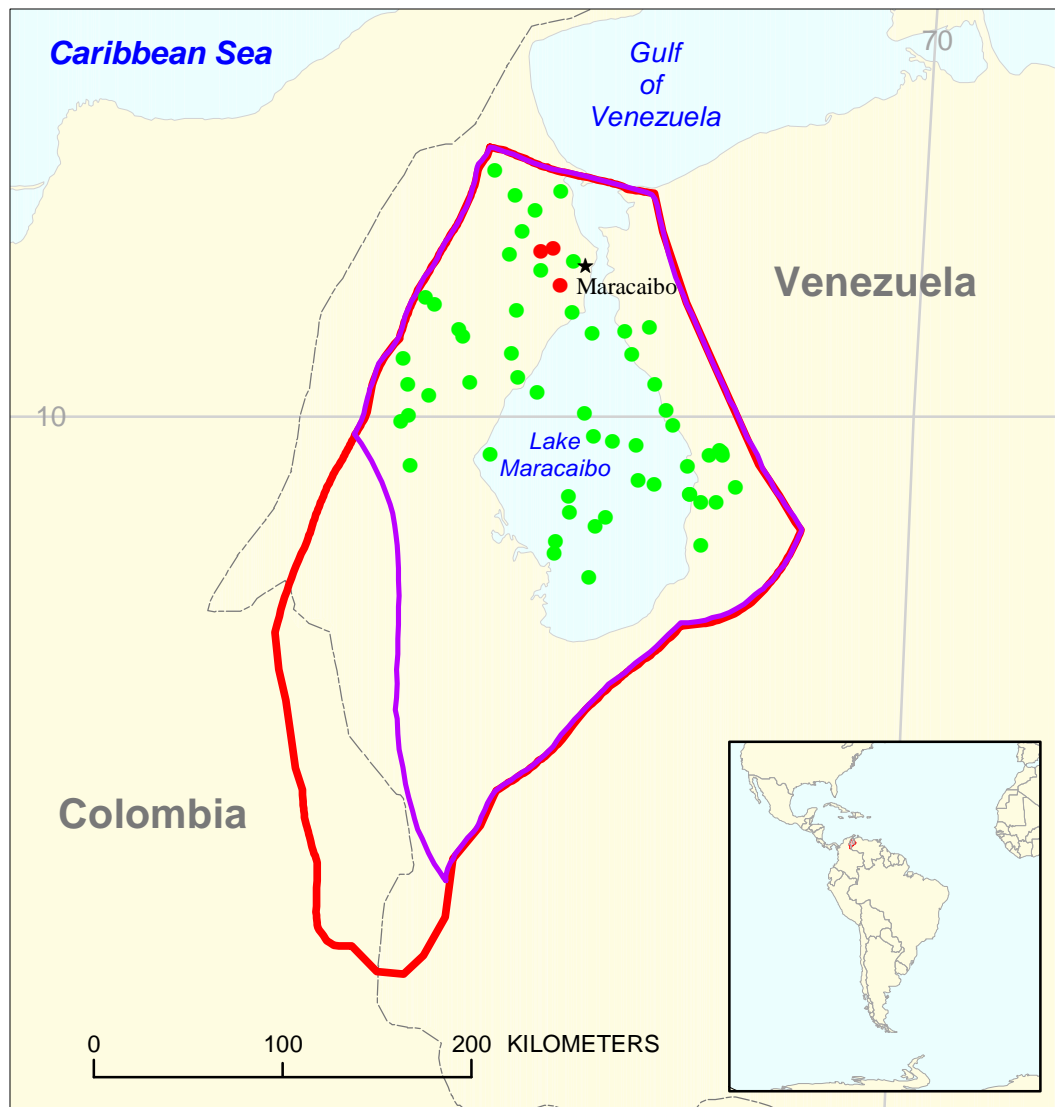 Caribbean Sea
70
Gulf
of
Venezuela
Maracaibo
Venezuela
10
Lake
Maracaibo
Colombia
0 100 200 KILOMETERS